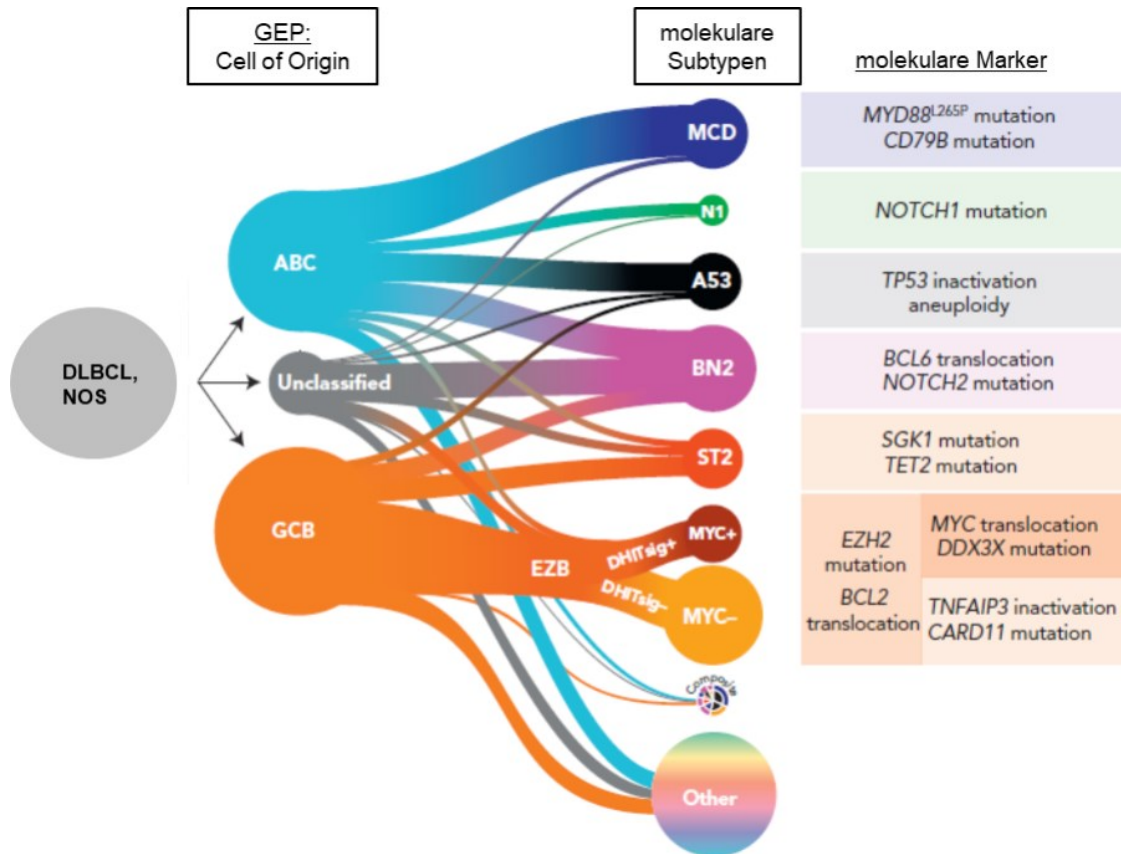 GEP:
Cell of Origin
molekulare
Subtypen
molekulare Marker
DLBCL,
NOS
ABC
Unclassified
GCB
EZB
DHITsig+
DHITsig–
MCD
N1
A53
BN2
ST2
MYC+
MYC–
Composite
Other
MYD88L265P mutation
CD79B mutation
NOTCH1 mutation
TP53 inactivation
aneuploidy
BCL6 translocation
NOTCH2 mutation
SGK1 mutation
TET2 mutation
EZH2
mutation
BCL2
translocation
MYC translocation
DDX3X mutation
TNFAIP3 inactivation
CARD11 mutation